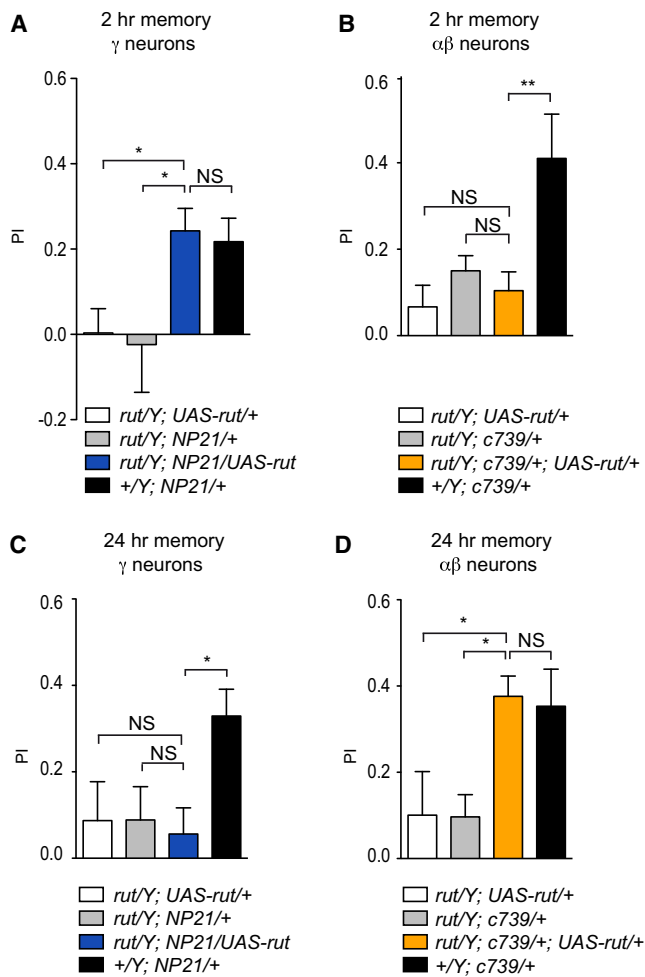 A
2 hr memory
γ neurons
0.6
0.4
0.2
0.0
-0.2
PI
*
*
NS
rut/Y; UAS-rut/+
rut/Y; NP21/+
rut/Y; NP21/UAS-rut
+/Y; NP21/+
B
2 hr memory
αβ neurons
0.6
0.4
0.2
0.0
PI
**
NS
NS
rut/Y; UAS-rut/+
rut/Y; c739/+
rut/Y; c739/+; UAS-rut/+
+/Y; c739/+
C
24 hr memory
γ neurons
0.6
0.4
0.2
0.0
PI
*
NS
NS
rut/Y; UAS-rut/+
rut/Y; NP21/+
rut/Y; NP21/UAS-rut
+/Y; NP21/+
D
24 hr memory
αβ neurons
0.6
0.4
0.2
0.0
PI
*
*
NS
rut/Y; UAS-rut/+
rut/Y; c739/+
rut/Y; c739/+; UAS-rut/+
+/Y; c739/+